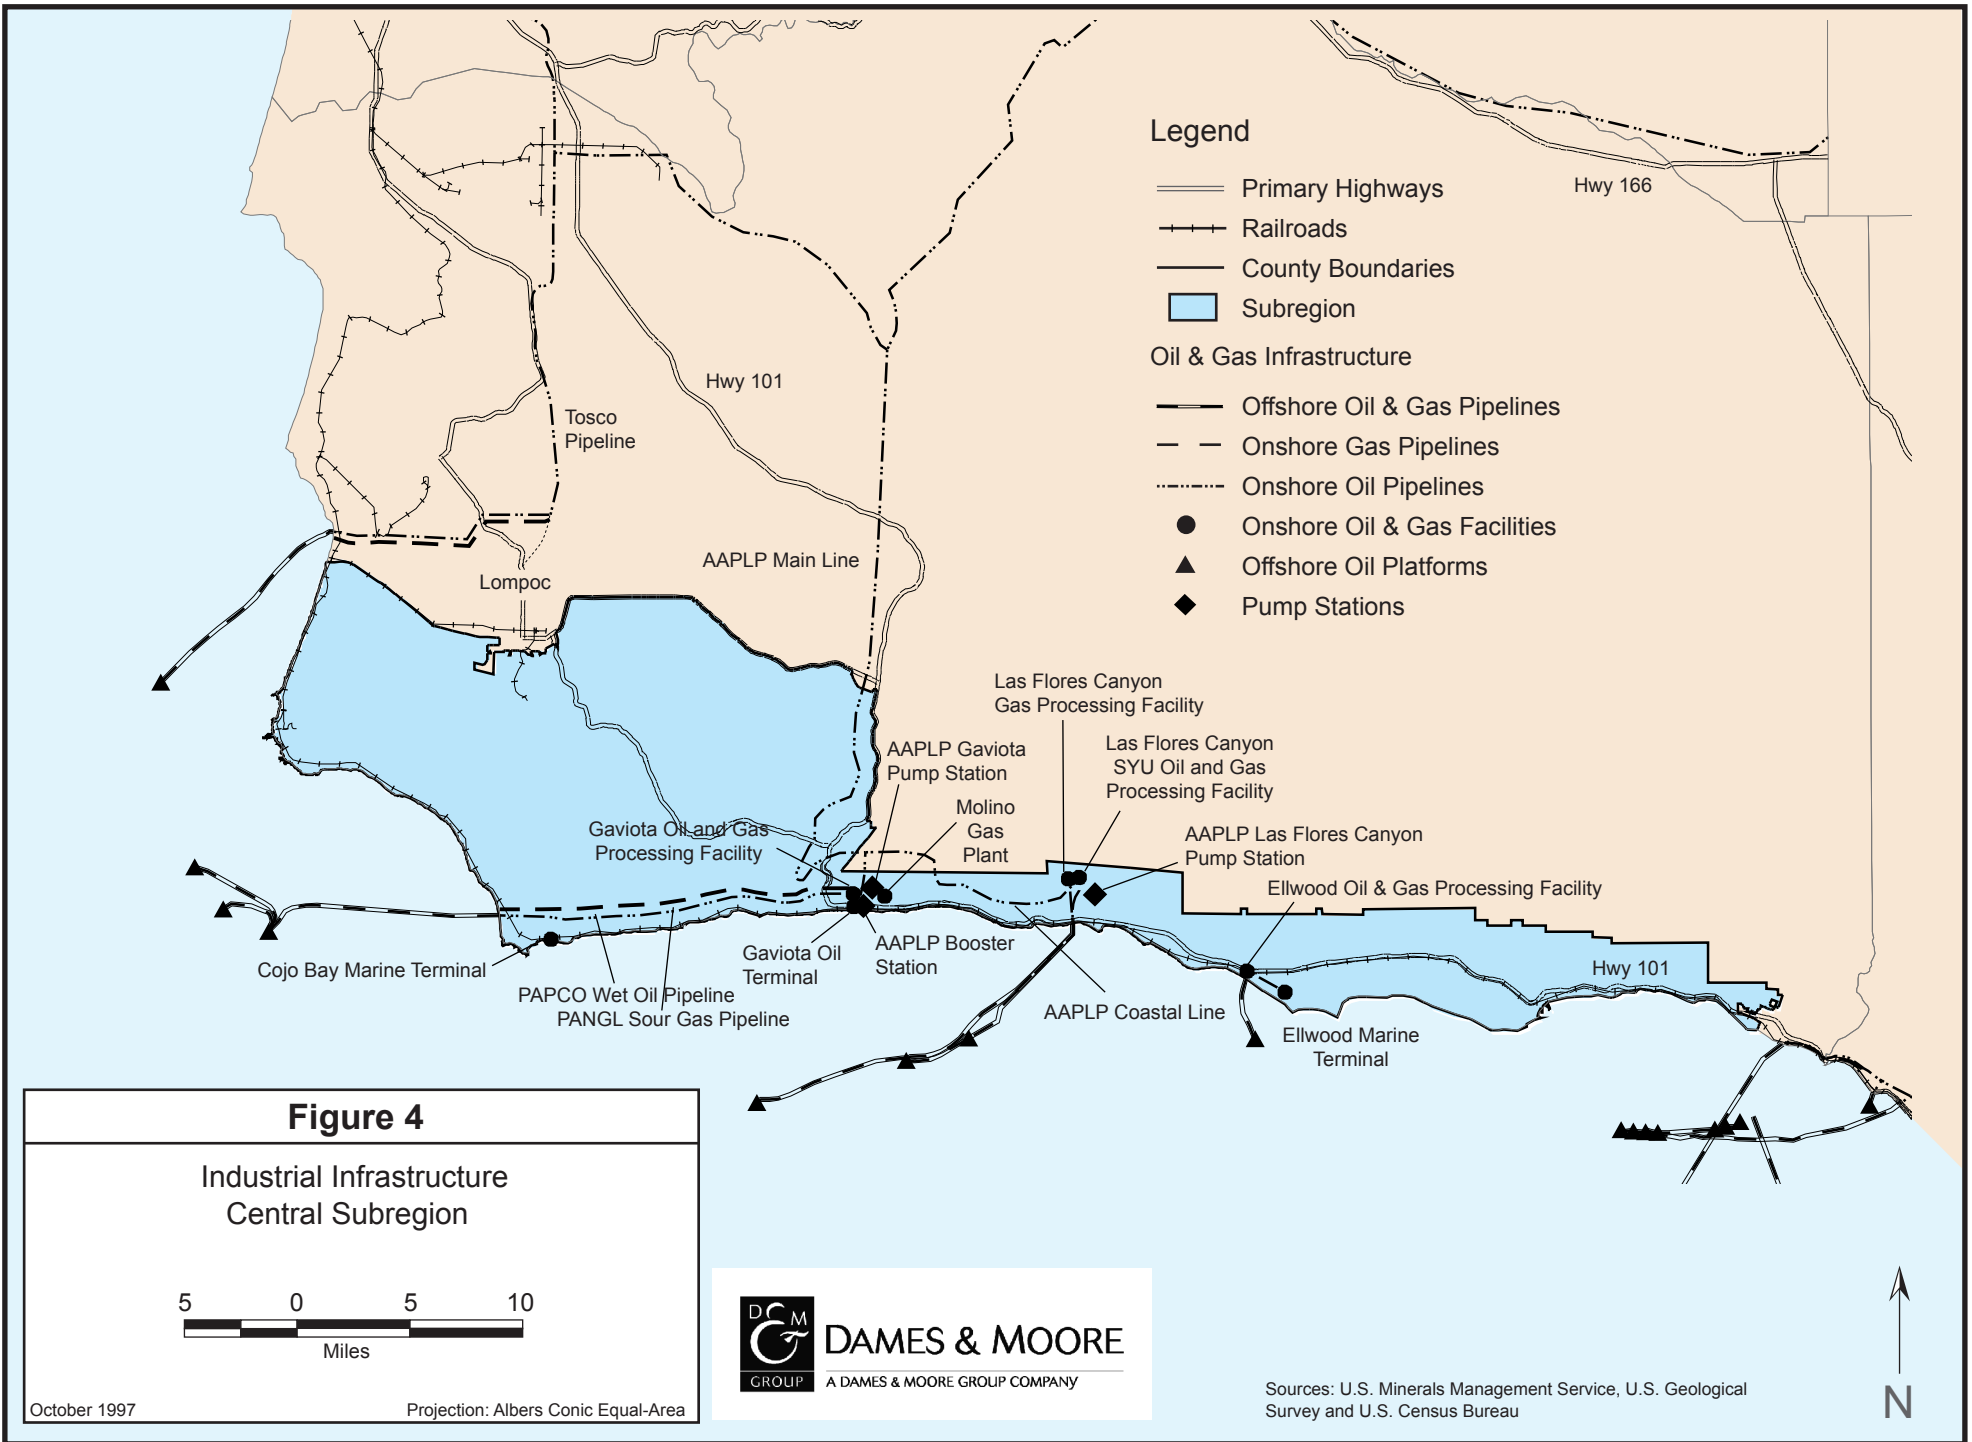 Legend
Primary Highways
Railroads
County Boundaries
Subregion
Oil & Gas Infrastructure
Offshore Oil & Gas Pipelines
Onshore Gas Pipelines
Onshore Oil Pipelines
Onshore Oil & Gas Facilities
Offshore Oil Platforms
Pump Stations
Hwy 166
Hwy 101
Tosco
Pipeline
AAPLP Main Line
Lompoc
Las Flores Canyon
Gas Processing Facility
Las Flores Canyon
SYU Oil and Gas
Processing Facility
AAPLP Gaviota
Pump Station
Molino
Gas
Plant
Gaviota Oil and Gas
Processing Facility
AAPLP Las Flores Canyon
Pump Station
Ellwood Oil & Gas Processing Facility
Gaviota Oil
Terminal
AAPLP Booster
Station
Cojo Bay Marine Terminal
PAPCO Wet Oil Pipeline
PANGL Sour Gas Pipeline
AAPLP Coastal Line
Hwy 101
Ellwood Marine
Terminal
Figure 4
Industrial Infrastructure
Central Subregion
5 0 5 10
Miles
October 1997
Projection: Albers Conic Equal-Area
D & M
GROUP
DAMES & MOORE
A DAMES & MOORE GROUP COMPANY
Sources: U.S. Minerals Management Service, U.S. Geological
Survey and U.S. Census Bureau
N